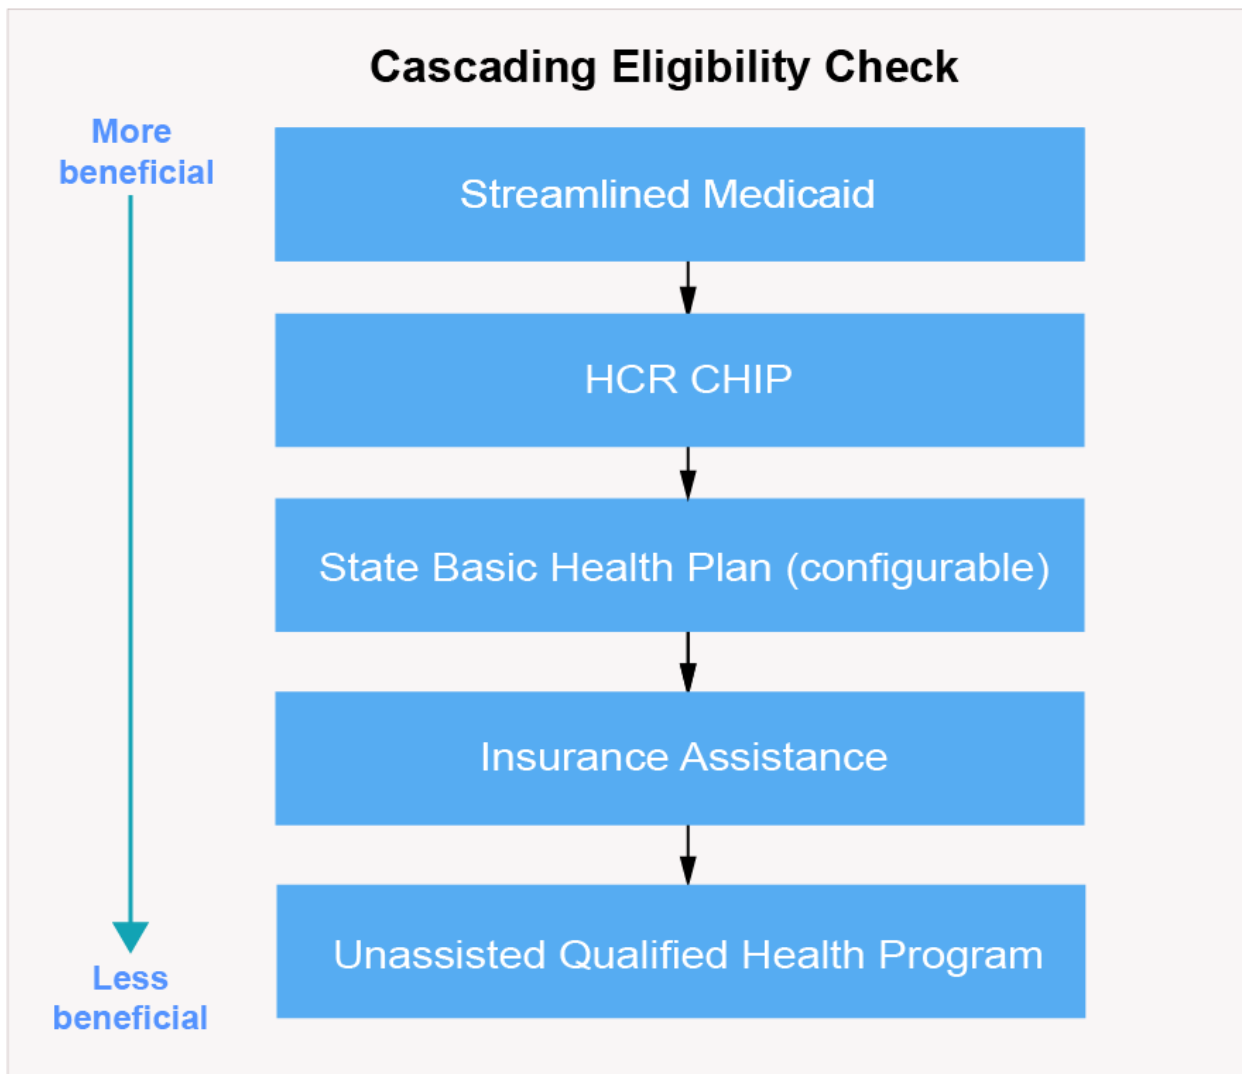 Cascading Eligibility Check
More
beneficial
Streamlined Medicaid
HCR CHIP
State Basic Health Plan (configurable)
Insurance Assistance
Unassisted Qualified Health Program
Less
beneficial